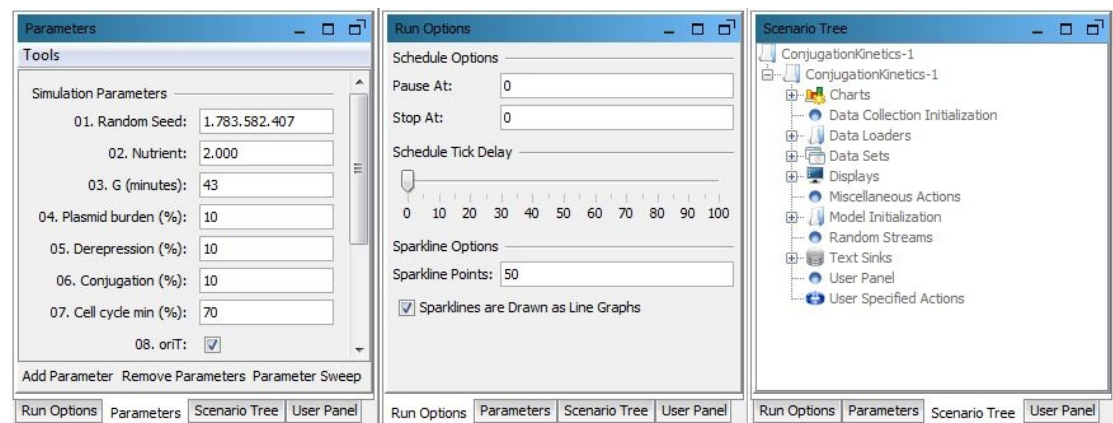 Parameters
Tools
Simulation Parameters
01. Random Seed: 1.783.582.407
02. Nutrient: 2.000
03. G (minutes): 43
04. Plasmid burden (%): 10
05. Derepression (%): 10
06. Conjugation (%): 10
07. Cell cycle min (%): 70
08. oriT:
Add Parameter Remove Parameters Parameter Sweep
Run Options Parameters Scenario Tree User Panel
Run Options
Schedule Options
Pause At: 0
Stop At: 0
Schedule Tick Delay
0 10 20 30 40 50 60 70 80 90 100
Sparkline Options
Sparkline Points: 50
Sparklines are Drawn as Line Graphs
Run Options Parameters Scenario Tree User Panel
Scenario Tree
ConjugationKinetics-1
ConjugationKinetics-1
Charts
Data Collection Initialization
Data Loaders
Data Sets
Displays
Miscellaneous Actions
Model Initialization
Random Streams
Text Sinks
User Panel
User Specified Actions
Run Options Parameters Scenario Tree User Panel